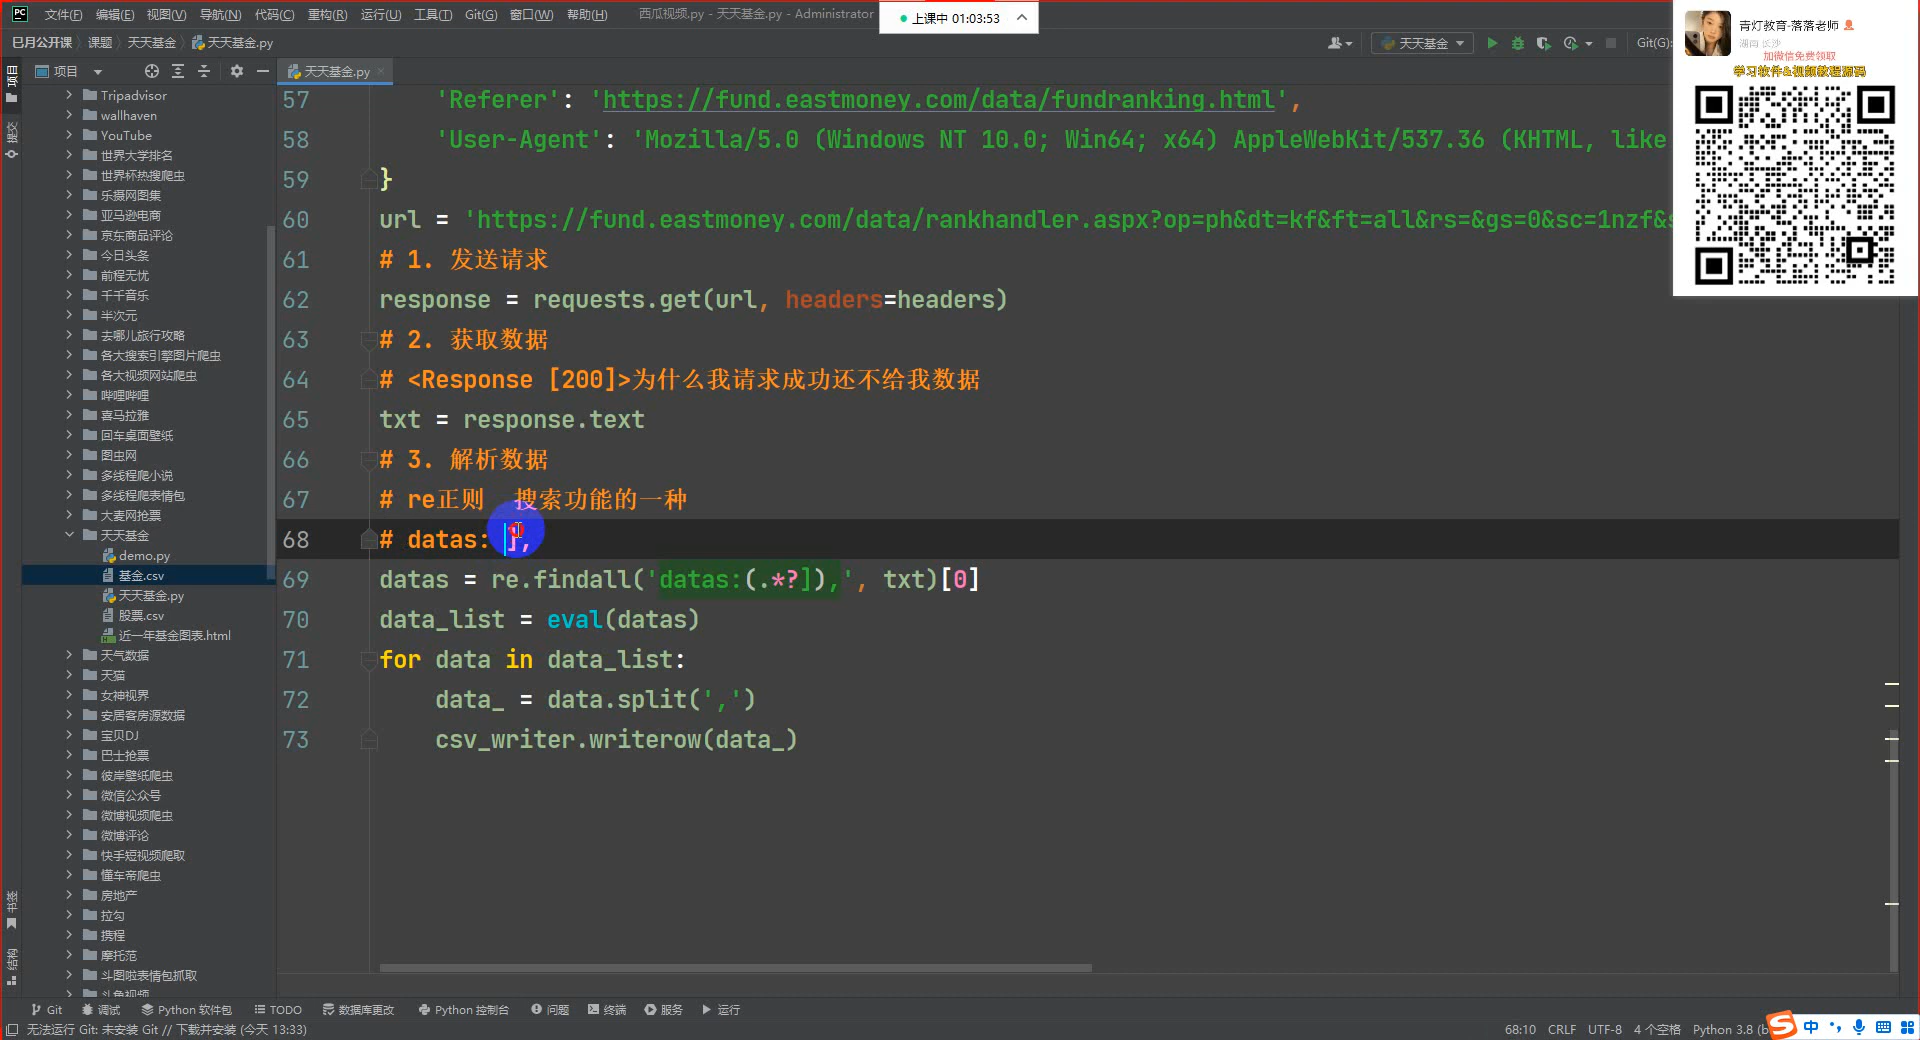 PC 文件(F) 编辑(E) 视图(V) 导航(N) 代码(C) 重构(R) 运行(U) 工具(T) Git(G) 窗口(W) 帮助(H) 西瓜视频.py - 天天基金.py - Administrator
上课中 01:03:53
青灯教育-落落老师
湖南 长沙
加微信免费领取
学习软件&视频教程源码
巳月公开课 课题 天天基金 天天基金.py
天天基金 Git(G):
项目
天天基金.py
项目
提交
书签
结构
Tripadvisor
wallhaven
YouTube
世界大学排名
世界杯热搜爬虫
乐摄网图集
亚马逊电商
京东商品评论
今日头条
前程无忧
千千音乐
半次元
去哪儿旅行攻略
各大搜索引擎图片爬虫
各大视频网站爬虫
哔哩哔哩
喜马拉雅
回车桌面壁纸
图虫网
多线程爬小说
多线程爬表情包
大麦网抢票
天天基金
demo.py
基金.csv
天天基金.py
股票.csv
近一年基金图表.html
天气数据
天猫
女神视界
安居客房源数据
宝贝DJ
巴士抢票
彼岸壁纸爬虫
微信公众号
微博视频爬虫
微博评论
快手短视频爬取
懂车帝爬虫
房地产
拉勾
携程
摩托范
斗图啦表情包抓取
斗鱼视频
57 'Referer': 'https://fund.eastmoney.com/data/fundranking.html',
58 'User-Agent': 'Mozilla/5.0 (Windows NT 10.0; Win64; x64) AppleWebKit/537.36 (KHTML, like
59 }
60 url = 'https://fund.eastmoney.com/data/rankhandler.aspx?op=ph&dt=kf&ft=all&rs=&gs=0&sc=1nzf&s
61 # 1. 发送请求
62 response = requests.get(url, headers=headers)
63 # 2. 获取数据
64 # <Response [200]>为什么我请求成功还不给我数据
65 txt = response.text
66 # 3. 解析数据
67 # re正则 搜索功能的一种
68 # datas: ],
69 datas = re.findall('datas:(.*?]),', txt)[0]
70 data_list = eval(datas)
71 for data in data_list:
72 data_ = data.split(',')
73 csv_writer.writerow(data_)
Git 调试 Python 软件包 TODO 数据库更改 Python 控制台 问题 终端 服务 运行
无法运行 Git: 未安装 Git // 下载并安装 (今天 13:33) 68:10 CRLF UTF-8 4 个空格 Python 3.8 (b
S 中